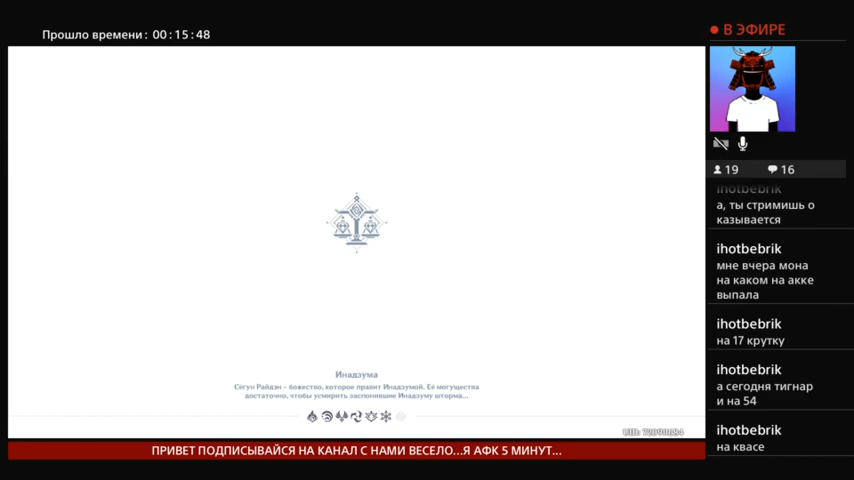 Прошло времени: 00:15:48
В ЭФИРЕ
19
16
ihotbebrik
а, ты стримишь о
казывается
ihotbebrik
мне вчера мона
на каком на акке
выпала
ihotbebrik
на 17 крутку
ihotbebrik
а сегодня тигнар
и на 54
ihotbebrik
на квасе
Инадзума
Сёгун Райдэн – божество, которое правит Инадзумой. Её могущества
достаточно, чтобы усмирить заспонившие Инадзуму шторма...
ПРИВЕТ ПОДПИСЫВАЙСЯ НА КАНАЛ С НАМИ ВЕСЕЛО...Я АФК 5 МИНУТ...